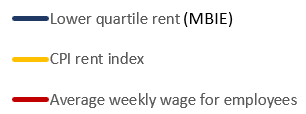 Lower quartile rent (MBIE)
CPI rent index
Average weekly wage for employees